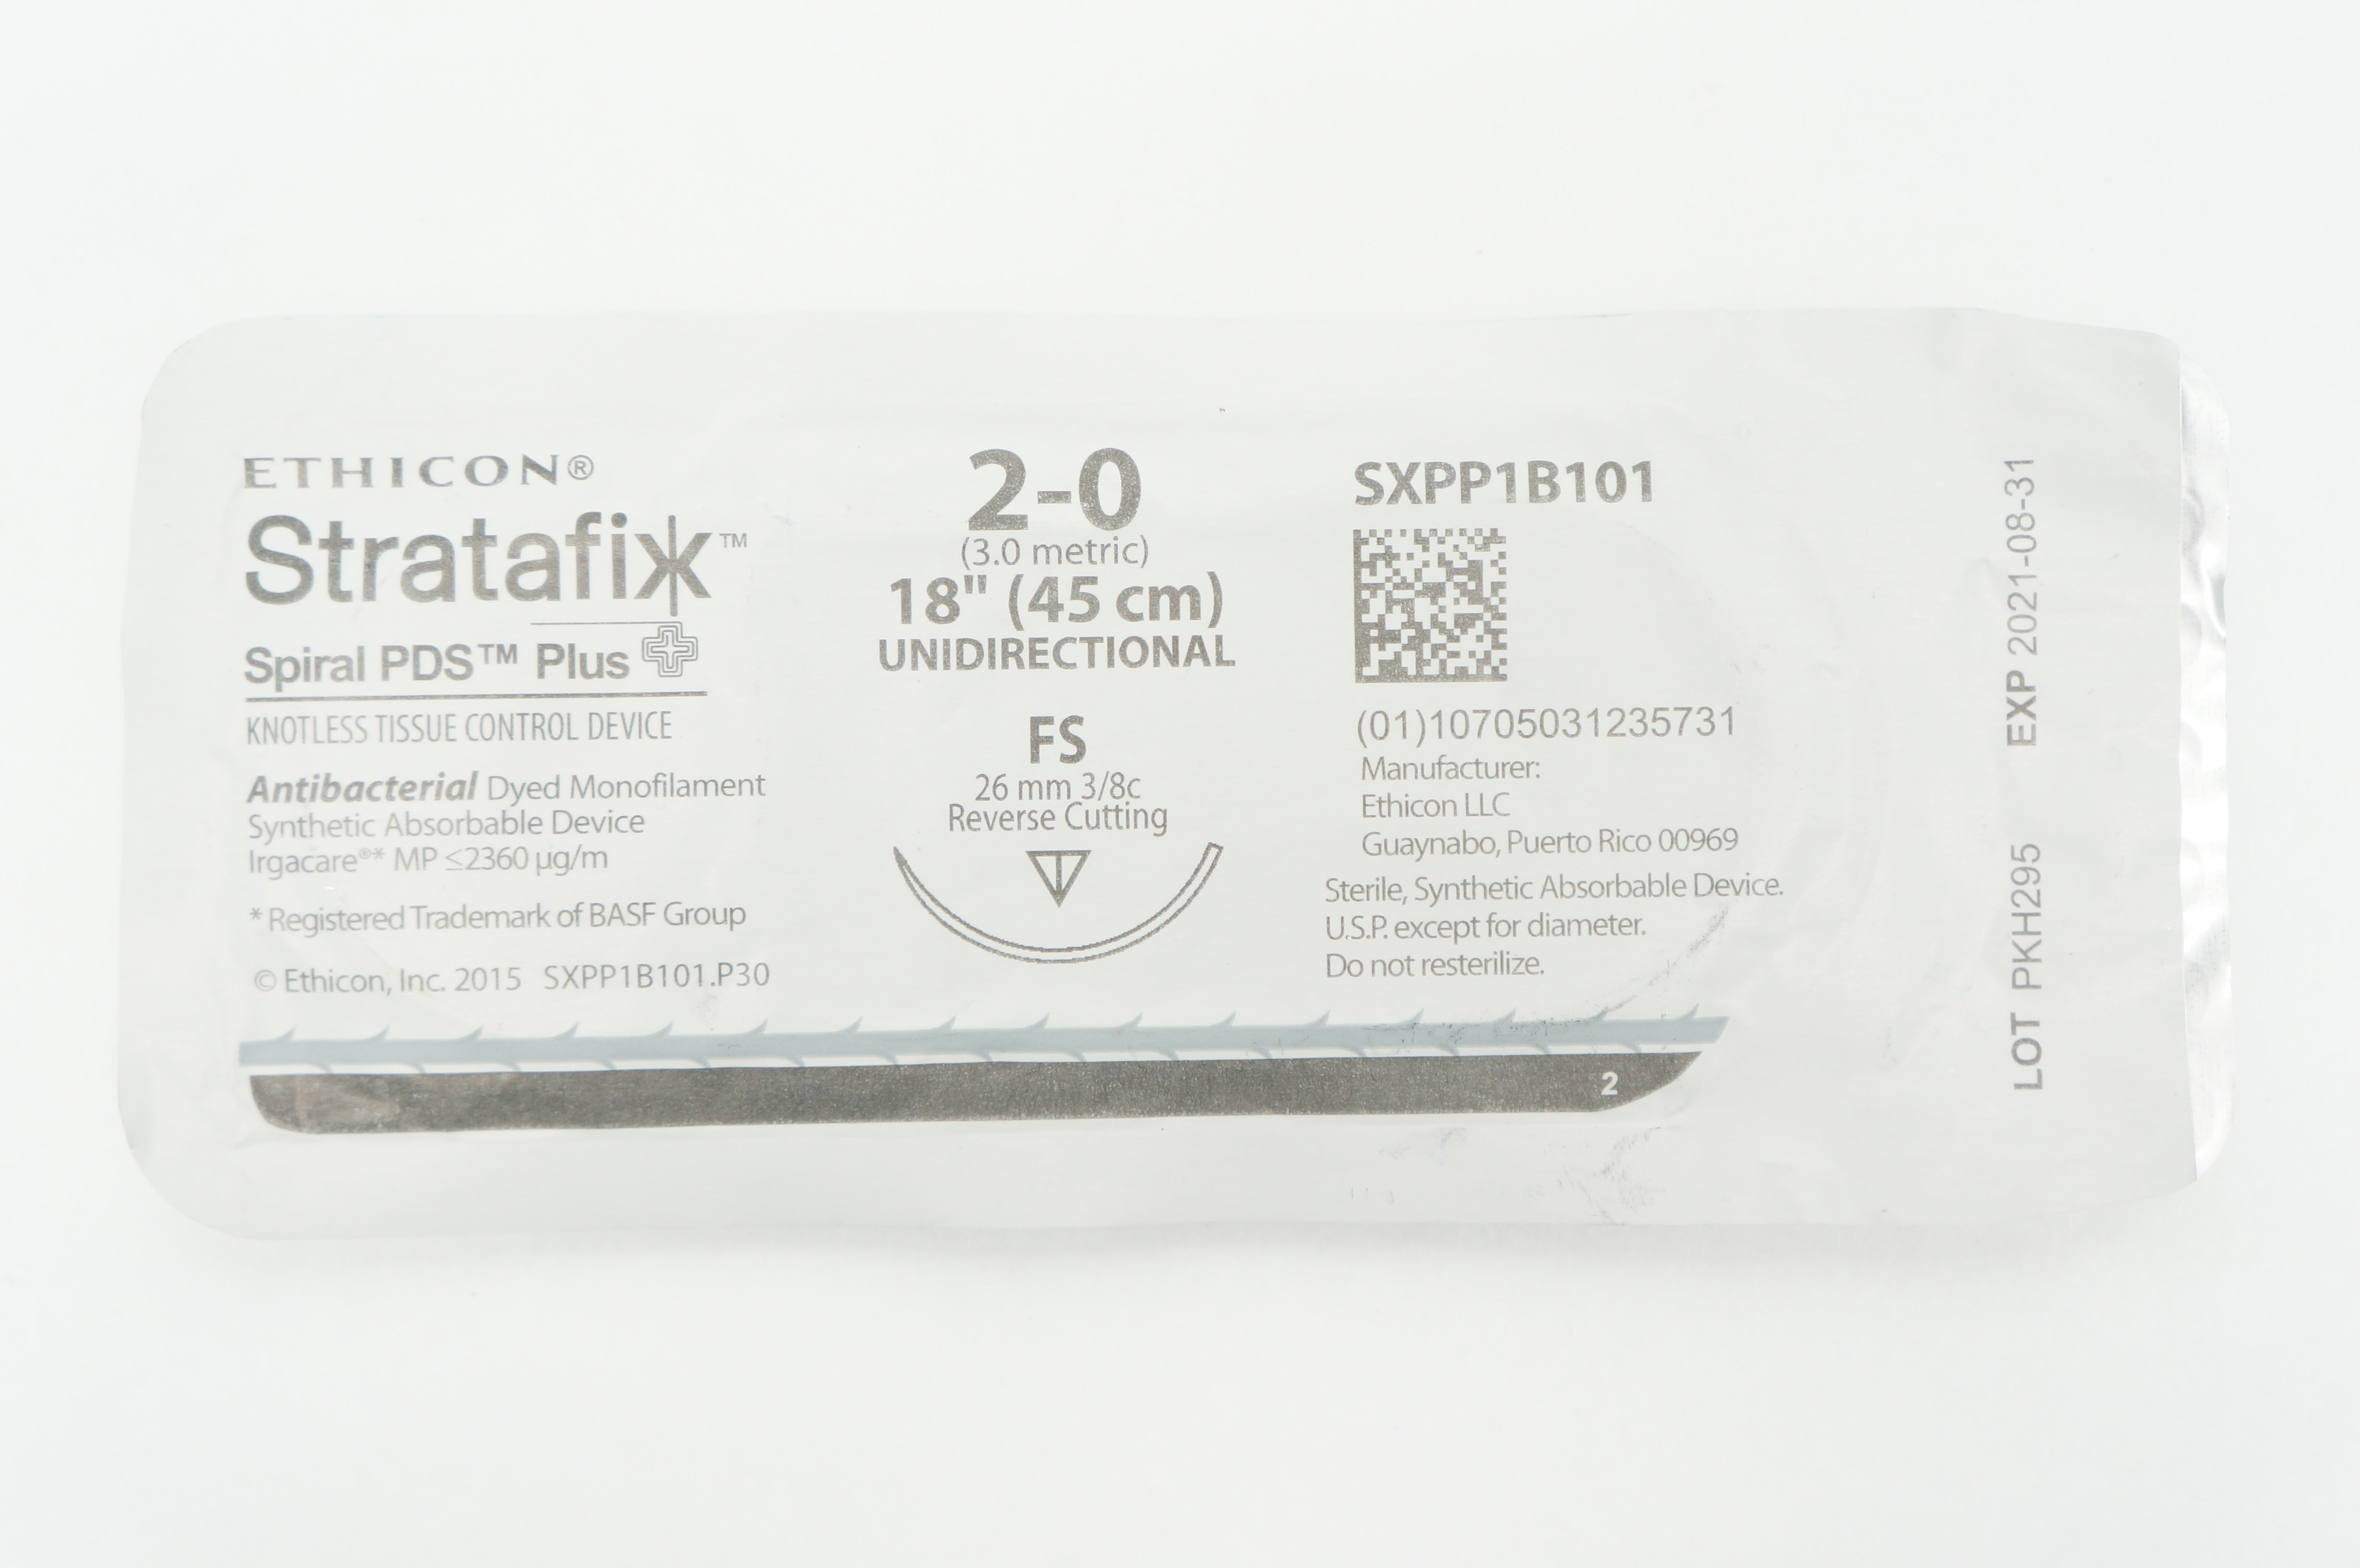 ETHICON®
Stratafix™
Spiral PDS™ Plus
KNOTLESS TISSUE CONTROL DEVICE
Antibacterial Dyed Monofilament
Synthetic Absorbable Device
Irgacare®* MP ≤2360 µg/m
* Registered Trademark of BASF Group
© Ethicon, Inc. 2015 SXPP1B101.P30
2-0
(3.0 metric)
18" (45 cm)
UNIDIRECTIONAL
FS
26 mm 3/8c
Reverse Cutting
SXPP1B101
(01)10705031235731
Manufacturer:
Ethicon LLC
Guaynabo, Puerto Rico 00969
Sterile, Synthetic Absorbable Device.
U.S.P. except for diameter.
Do not resterilize.
2
LOT PKH295 EXP 2021-08-31